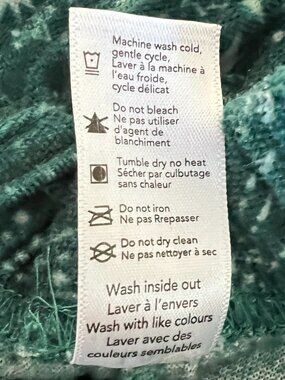 Machine wash cold,
gentle cycle,
Laver à la machine à
l'eau froide,
cycle délicat
Do not bleach
Ne pas utiliser
d'agent de
blanchiment
Tumble dry no heat
Sécher par culbutage
sans chaleur
Do not iron
Ne pas Repasser
Do not dry clean
Ne pas nettoyer à sec
Wash inside out
Laver à l'envers
Wash with like colours
Laver avec des
couleurs semblables